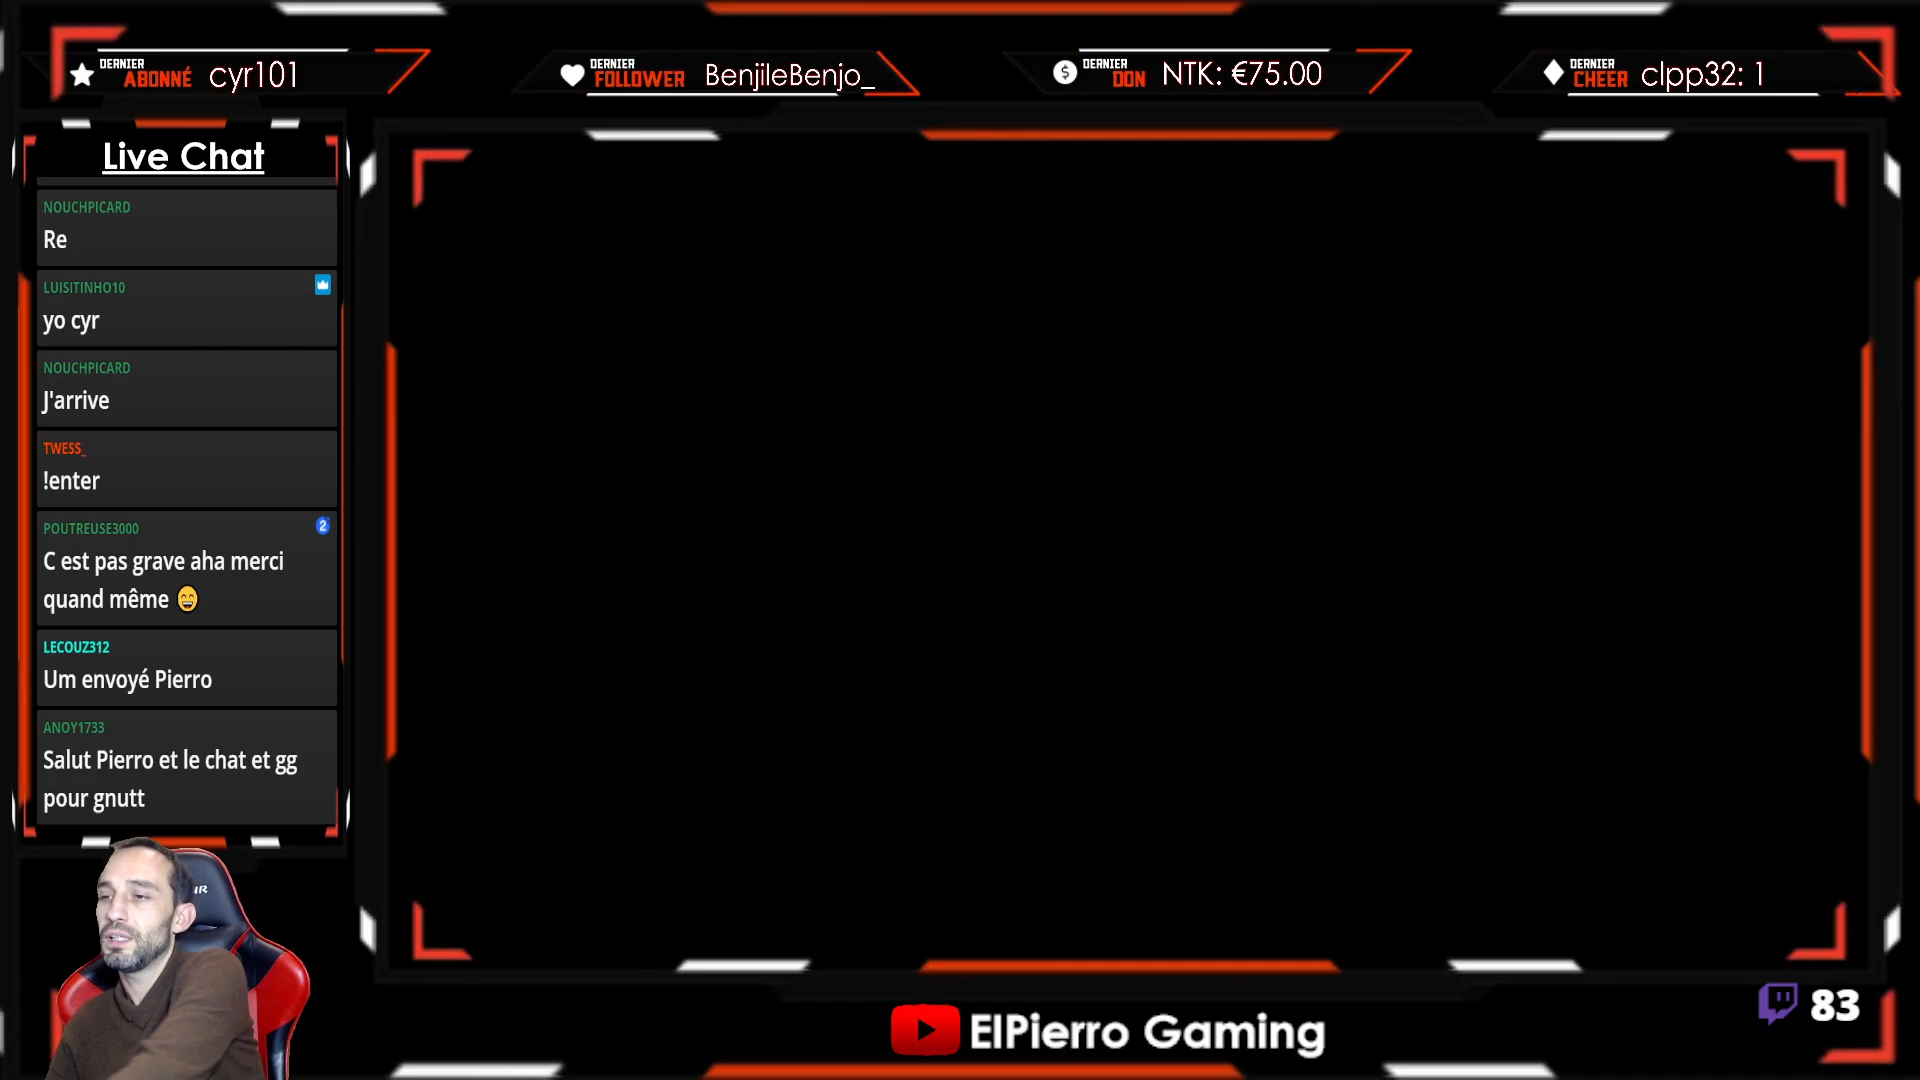 DERNIER
ABONNÉ cyr101
DERNIER
FOLLOWER BenjileBenjo_
DERNIER
DON NTK: €75.00
DERNIER
CHEER clpp32: 1
Live Chat
NOUCHPICARD
Re
LUISITINHO10
yo cyr
NOUCHPICARD
J'arrive
TWESS_
!enter
POUTREUSE3000 2
C est pas grave aha merci
quand même 😄
LECOUZ312
Um envoyé Pierro
ANOY1733
Salut Pierro et le chat et gg
pour gnutt
ElPierro Gaming
83